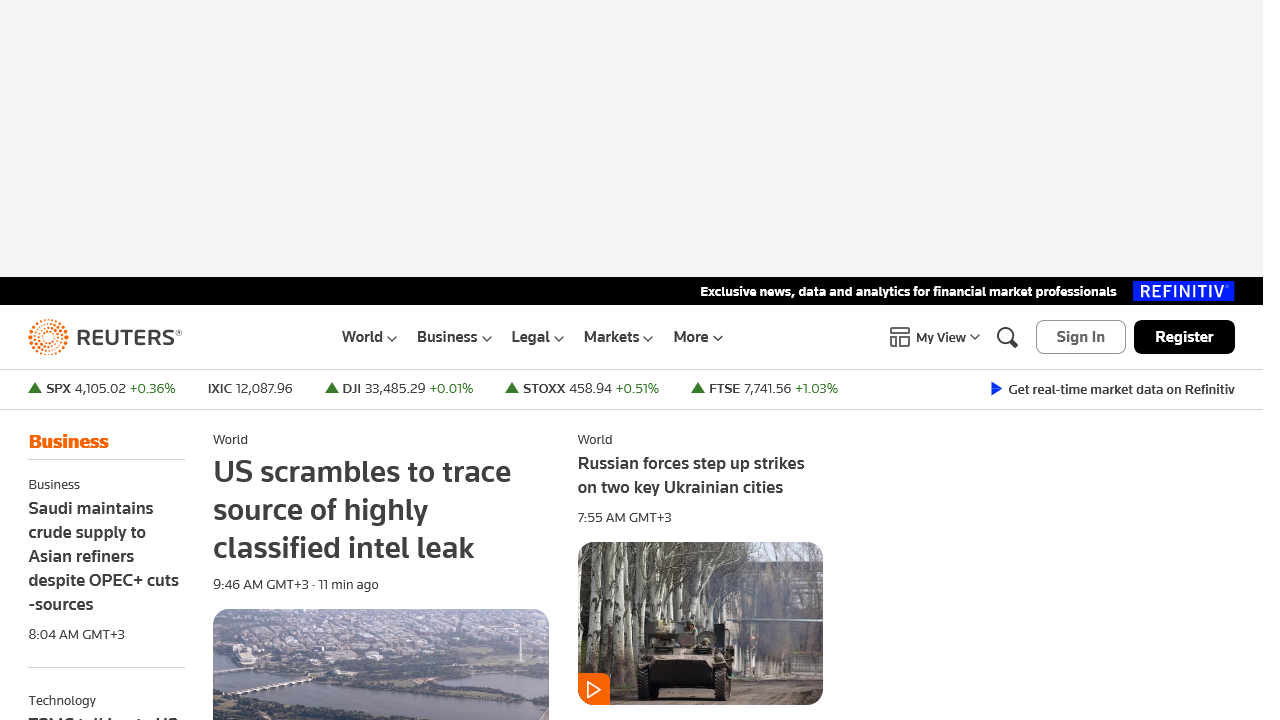 Exclusive news, data and analytics for financial market professionals REFINITIV
REUTERS®
World Business Legal Markets More
My View
Sign In
Register
SPX 4,105.02 +0.36% IXIC 12,087.96 DJI 33,485.29 +0.01% STOXX 458.94 +0.51% FTSE 7,741.56 +1.03%
Get real-time market data on Refinitiv
Business
Business
Saudi maintains
crude supply to
Asian refiners
despite OPEC+ cuts
-sources
8:04 AM GMT+3
Technology
World
US scrambles to trace
source of highly
classified intel leak
9:46 AM GMT+3 · 11 min ago
World
Russian forces step up strikes
on two key Ukrainian cities
7:55 AM GMT+3